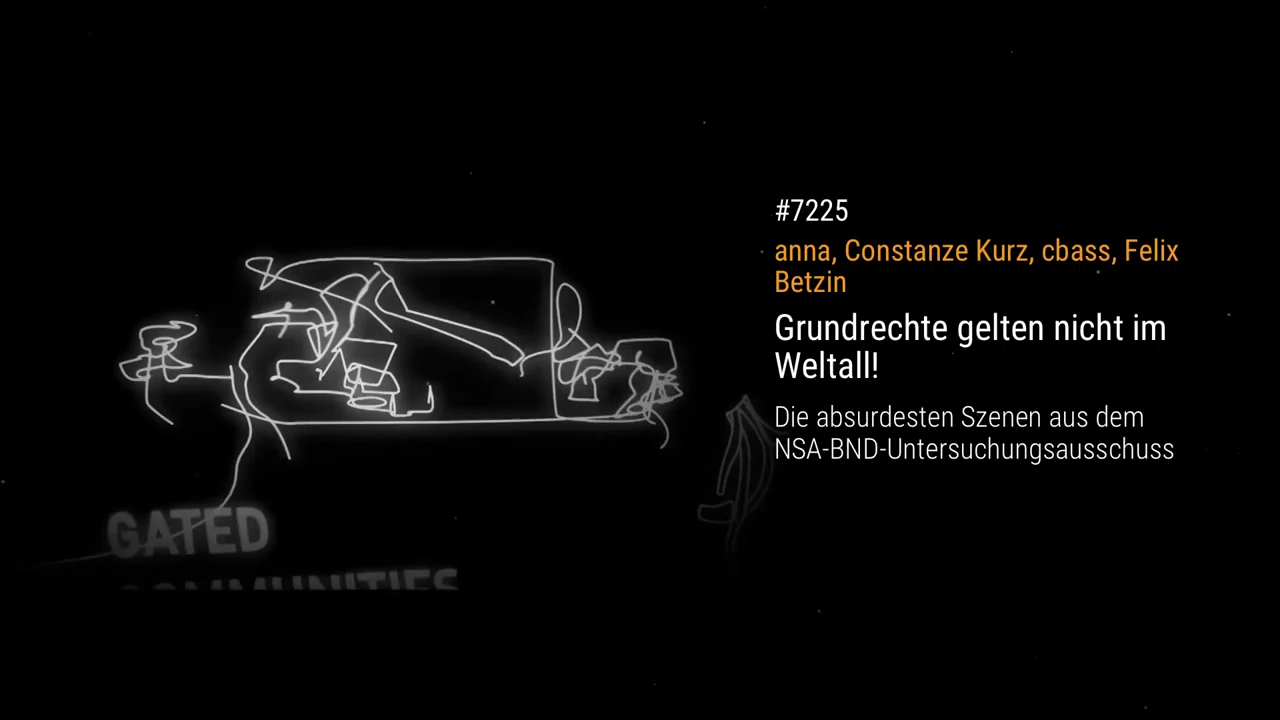 #7225
anna, Constanze Kurz, cbass, Felix
Betzin
Grundrechte gelten nicht im
Weltall!
Die absurdesten Szenen aus dem
NSA-BND-Untersuchungsausschuss
GATED
COMMUNITIES